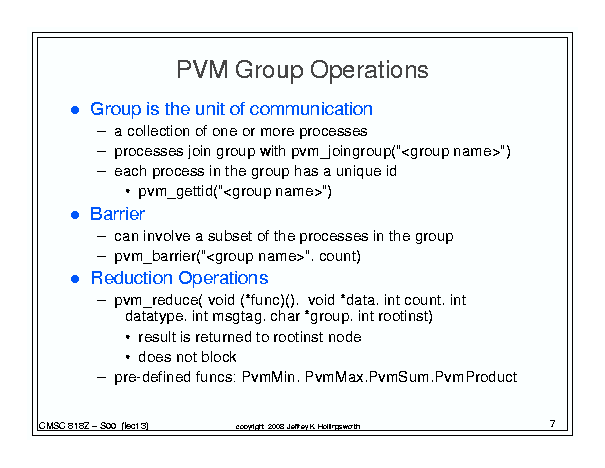 PVM Group Operations
● Group is the unit of communication
– a collection of one or more processes
– processes join group with pvm_joingroup("<group name>")
– each process in the group has a unique id
• pvm_gettid("<group name>")
● Barrier
– can involve a subset of the processes in the group
– pvm_barrier("<group name>". count)
● Reduction Operations
– pvm_reduce( void (*func)(). void *data. int count. int
datatype. int msgtag. char *group. int rootinst)
• result is returned to rootinst node
• does not block
– pre-defined funcs: PvmMin. PvmMax.PvmSum.PvmProduct
CMSC 818Z – S00 (lect 3)
copyright 2008 Jeffrey K Hollingsworth
7